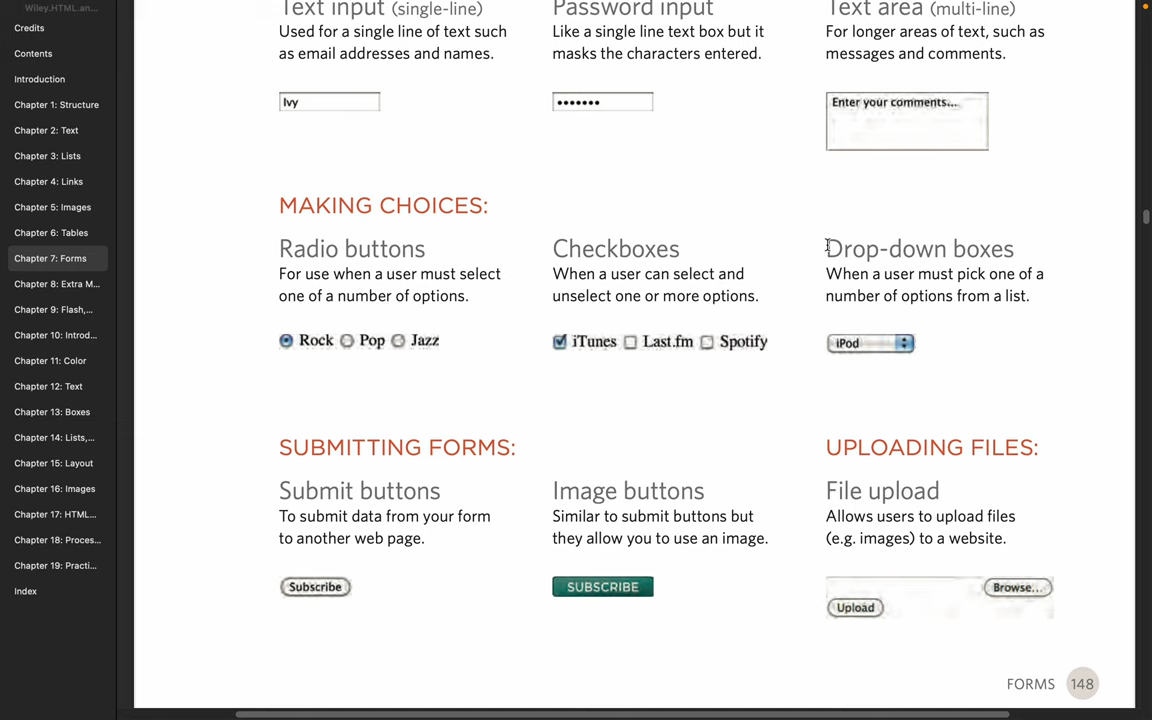 Wiley.HTML.an...
Credits
Contents
Introduction
Chapter 1: Structure
Chapter 2: Text
Chapter 3: Lists
Chapter 4: Links
Chapter 5: Images
Chapter 6: Tables
Chapter 7: Forms
Chapter 8: Extra M...
Chapter 9: Flash,...
Chapter 10: Introd...
Chapter 11: Color
Chapter 12: Text
Chapter 13: Boxes
Chapter 14: Lists,...
Chapter 15: Layout
Chapter 16: Images
Chapter 17: HTML...
Chapter 18: Proces...
Chapter 19: Practi...
Index
Text input (single-line)
Used for a single line of text such
as email addresses and names.
Ivy
Password input
Like a single line text box but it
masks the characters entered.
•••••••
Text area (multi-line)
For longer areas of text, such as
messages and comments.
Enter your comments...
MAKING CHOICES:
Radio buttons
For use when a user must select
one of a number of options.
Rock Pop Jazz
Checkboxes
When a user can select and
unselect one or more options.
iTunes Last.fm Spotify
Drop-down boxes
When a user must pick one of a
number of options from a list.
iPod
SUBMITTING FORMS:
Submit buttons
To submit data from your form
to another web page.
Subscribe
Image buttons
Similar to submit buttons but
they allow you to use an image.
SUBSCRIBE
UPLOADING FILES:
File upload
Allows users to upload files
(e.g. images) to a website.
Browse...
Upload
FORMS 148